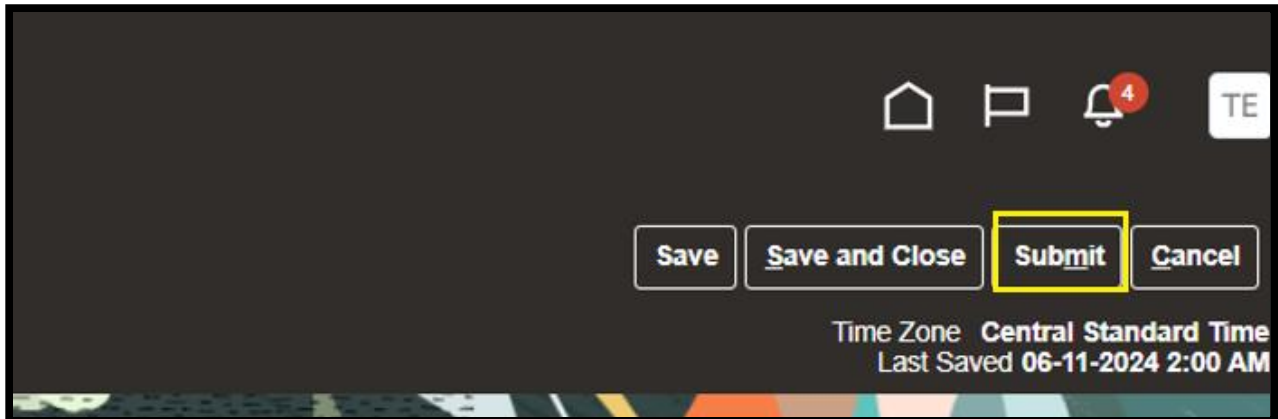 4
TE
Save Save and Close Submit Cancel
Time Zone Central Standard Time
Last Saved 06-11-2024 2:00 AM